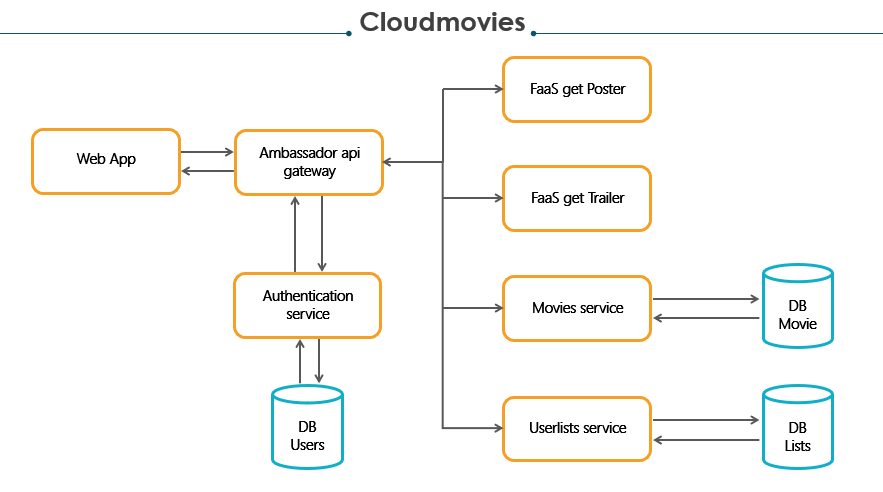 Cloudmovies
FaaS get Poster
Web App
Ambassador api
gateway
FaaS get Trailer
Authentication
service
Movies service
DB
Movie
DB
Users
Userlists service
DB
Lists